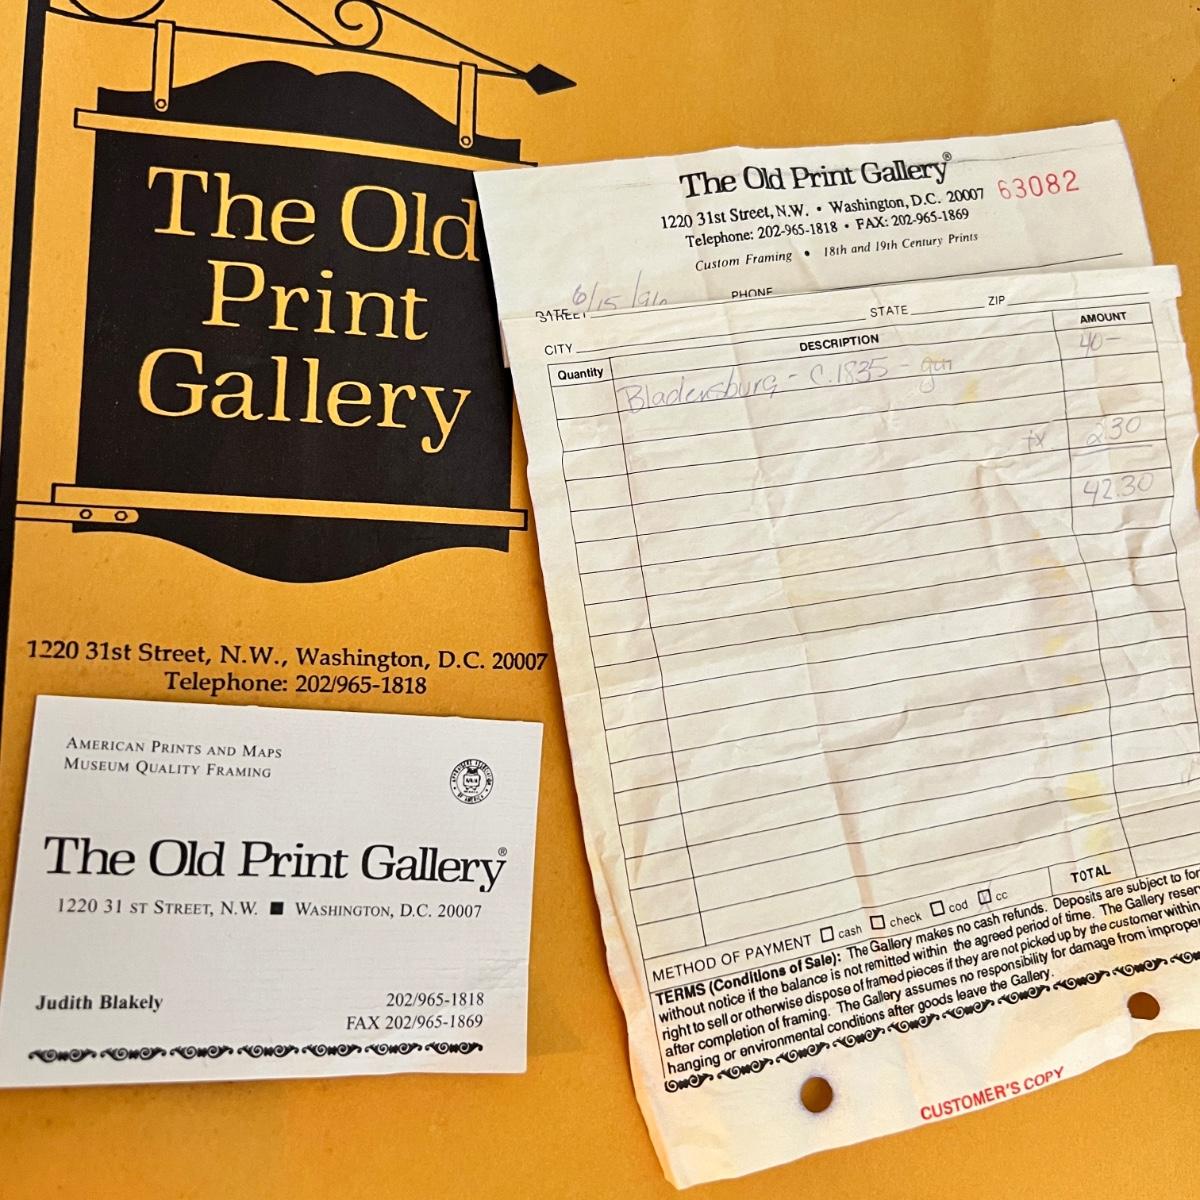 The Old
Print
Gallery
1220 31st Street, N.W., Washington, D.C. 20007
Telephone: 202/965-1818
AMERICAN PRINTS AND MAPS
MUSEUM QUALITY FRAMING
The Old Print Gallery®
1220 31 ST STREET, N.W. ■ WASHINGTON, D.C. 20007
Judith Blakely
202/965-1818
FAX 202/965-1869
The Old Print Gallery®
63082
1220 31st Street, N.W. • Washington, D.C. 20007
Telephone: 202-965-1818 • FAX: 202-965-1869
Custom Framing • 18th and 19th Century Prints
6/15/96
PHONE
STATE ZIP
CITY
Quantity DESCRIPTION AMOUNT
Bladensburg - C.1835 - 40-
tx. 2.30
42.30
TOTAL
METHOD OF PAYMENT cash check cod cc
TERMS (Conditions of Sale): The Gallery makes no cash refunds. Deposits are subject to for
without notice if the balance is not remitted within the agreed period of time. The Gallery reser
right to sell or otherwise dispose of framed pieces if they are not picked up by the customer within
after completion of framing. The Gallery assumes no responsibility for damage from improper
hanging or environmental conditions after goods leave the Gallery.
CUSTOMER'S COPY